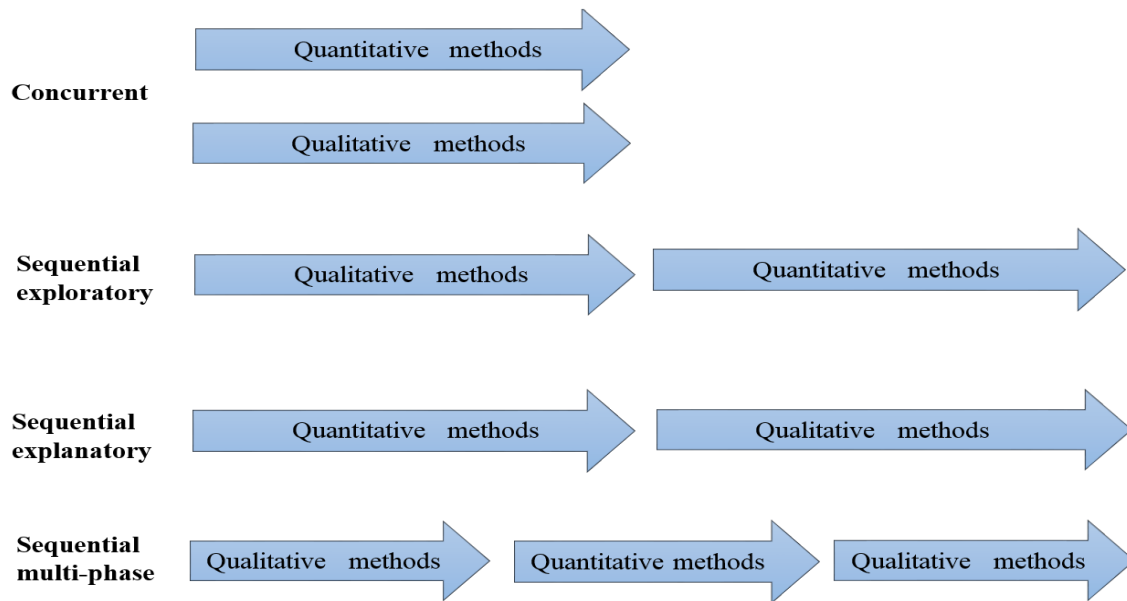 Concurrent
Quantitative methods
Qualitative methods
Sequential
exploratory
Qualitative methods
Quantitative methods
Sequential
explanatory
Quantitative methods
Qualitative methods
Sequential
multi-phase
Qualitative methods
Quantitative methods
Qualitative methods